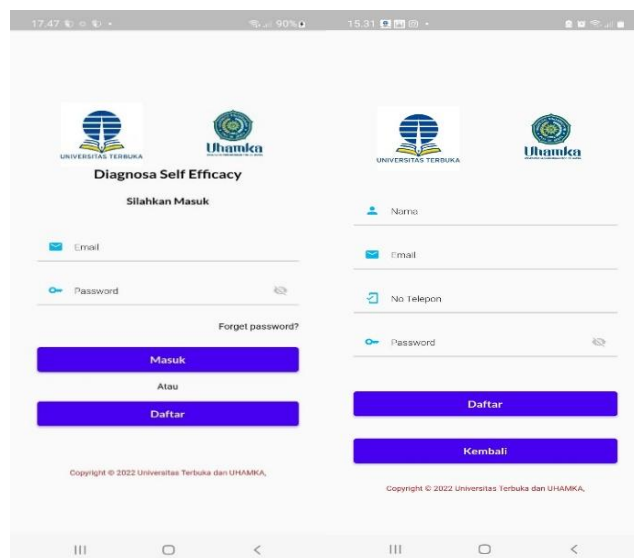 17.47
90%
UNIVERSITAS TERBUKA
Uhamka
Diagnosa Self Efficacy
Silahkan Masuk
Email
Password
Forget password?
Masuk
Atau
Daftar
Copyright © 2022 Universitas Terbuka dan UHAMKA,
15.31
UNIVERSITAS TERBUKA
Uhamka
Nama
Email
No Telepon
Password
Daftar
Kembali
Copyright © 2022 Universitas Terbuka dan UHAMKA,